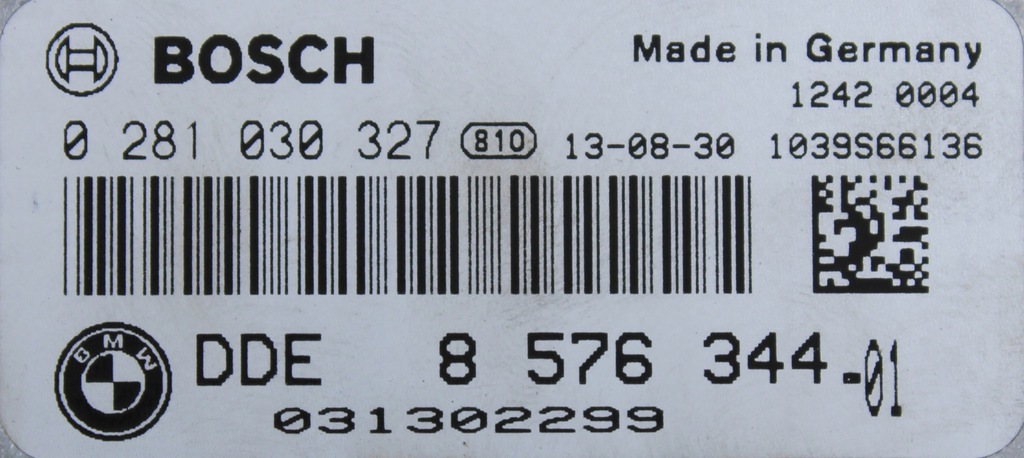 BOSCH Made in Germany
1242 0004
0 281 030 327 810 13-08-30 1039S66136
BMW DDE 8 576 344.-01
031302299